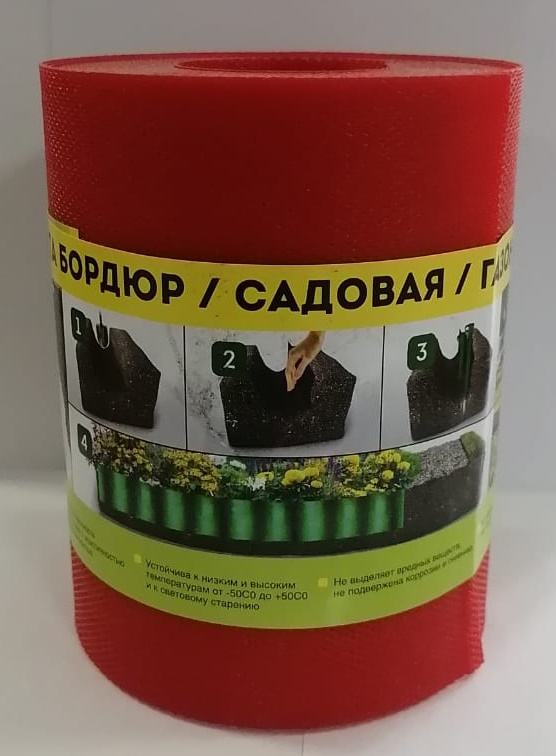 БОРДЮР / САДОВАЯ /
1
2
3
4
Устойчива к низким и высоким
температурам от -50С0 до +50С0
и к световому старению
Не выделяет вредных веществ,
не подвержена коррозии и гниению